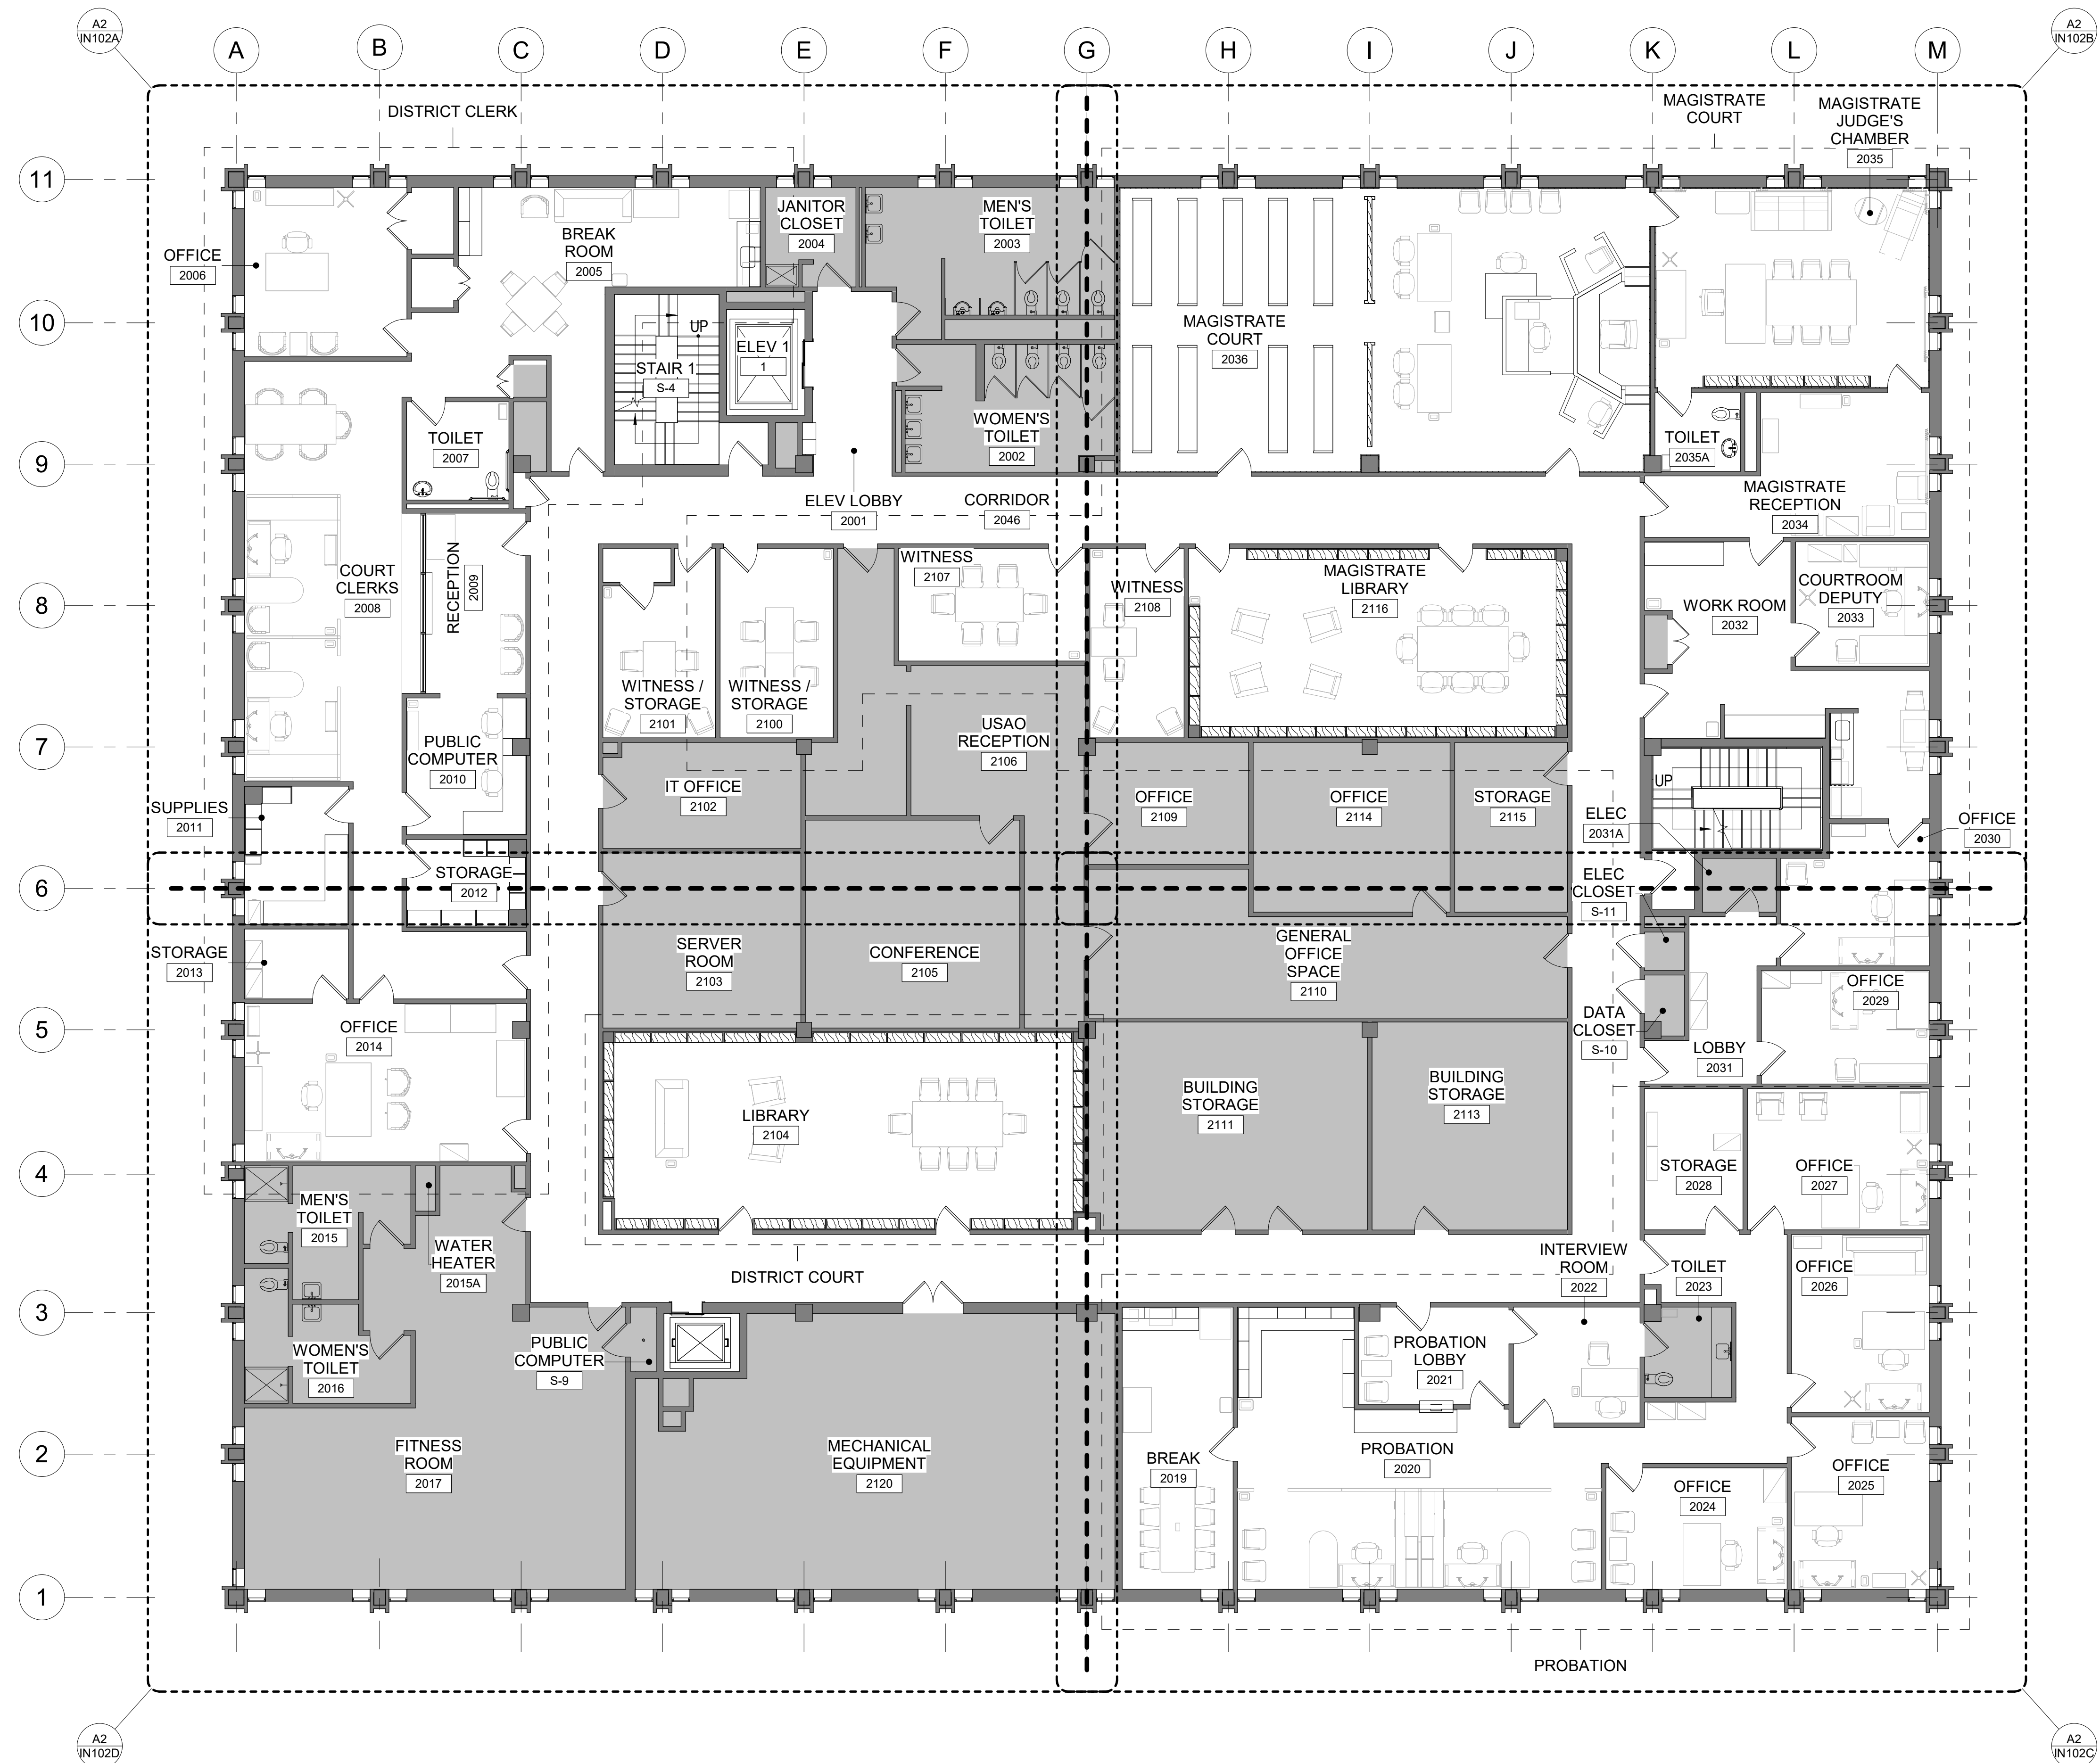 A2
IN102A
A
B
C
D
E
F
G
H
I
J
K
L
M
A2
IN102B
DISTRICT CLERK
MAGISTRATE
COURT
MAGISTRATE
JUDGE'S
CHAMBER
2035
11
10
9
8
7
6
5
4
3
2
1
OFFICE
2006
BREAK
ROOM
2005
JANITOR
CLOSET
2004
MEN'S
TOILET
2003
UP
STAIR 1
S-4
ELEV 1
1
MAGISTRATE
COURT
2036
TOILET
2007
WOMEN'S
TOILET
2002
TOILET
2035A
ELEV LOBBY
2001
CORRIDOR
2046
MAGISTRATE
RECEPTION
2034
COURT
CLERKS
2008
RECEPTION
2009
WITNESS
2107
WITNESS
2108
MAGISTRATE
LIBRARY
2116
WORK ROOM
2032
COURTROOM
DEPUTY
2033
WITNESS /
STORAGE
2101
WITNESS /
STORAGE
2100
USAO
RECEPTION
2106
PUBLIC
COMPUTER
2010
IT OFFICE
2102
OFFICE
2109
OFFICE
2114
STORAGE
2115
UP
SUPPLIES
2011
ELEC
2031A
OFFICE
2030
STORAGE
2012
ELEC
CLOSET
S-11
STORAGE
2013
SERVER
ROOM
2103
CONFERENCE
2105
GENERAL
OFFICE
SPACE
2110
OFFICE
2029
OFFICE
2014
DATA
CLOSET
S-10
LOBBY
2031
LIBRARY
2104
BUILDING
STORAGE
2111
BUILDING
STORAGE
2113
STORAGE
2028
OFFICE
2027
MEN'S
TOILET
2015
WATER
HEATER
2015A
DISTRICT COURT
INTERVIEW
ROOM
2022
TOILET
2023
OFFICE
2026
WOMEN'S
TOILET
2016
PUBLIC
COMPUTER
S-9
PROBATION
LOBBY
2021
FITNESS
ROOM
2017
MECHANICAL
EQUIPMENT
2120
BREAK
2019
PROBATION
2020
OFFICE
2024
OFFICE
2025
PROBATION
A2
IN102D
A2
IN102C